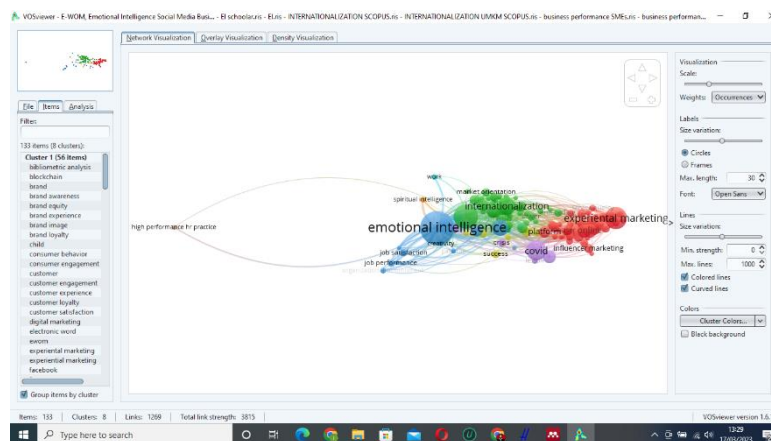 VOSviewer - E-WOM, Emotional Intelligence Social Media Busi... - EI schoolar.ris - EI.ris - INTERNATIONALIZATION SCOPUS.ris - INTERNATIONALIZATION UMKM SCOPUS.ris - business performance SMEs.ris - business performan...
Network Visualization Overlay Visualization Density Visualization
File Items Analysis
Filter:
133 items (8 clusters):
Cluster 1 (56 items)
bibliometric analysis
blockchain
brand
brand awareness
brand equity
brand experience
brand image
brand loyalty
child
consumer behavior
consumer engagement
customer
customer engagement
customer experience
customer loyalty
customer satisfaction
digital marketing
electronic word
ewom
experiental marketing
experiential marketing
facebook
Group items by cluster
work
spiritual intelligence
market orientation
internationalization
high performance hr practice
emotional intelligence
experiential marketing
platform
creativity
crisis
influencer marketing
job satisfaction
success
covid
job performance
Visualization
Scale:
Weights: Occurrences
Labels
Size variation:
Circles
Frames
Max. length: 30
Font: Open Sans
Lines
Size variation:
Min. strength: 0
Max. lines: 1000
Colored lines
Curved lines
Colors
Cluster Colors...
Black background
Items: 133 Clusters: 8 Links: 1269 Total link strength: 3815
VOSviewer version 1.6.
Type here to search
13:29
17/03/2023